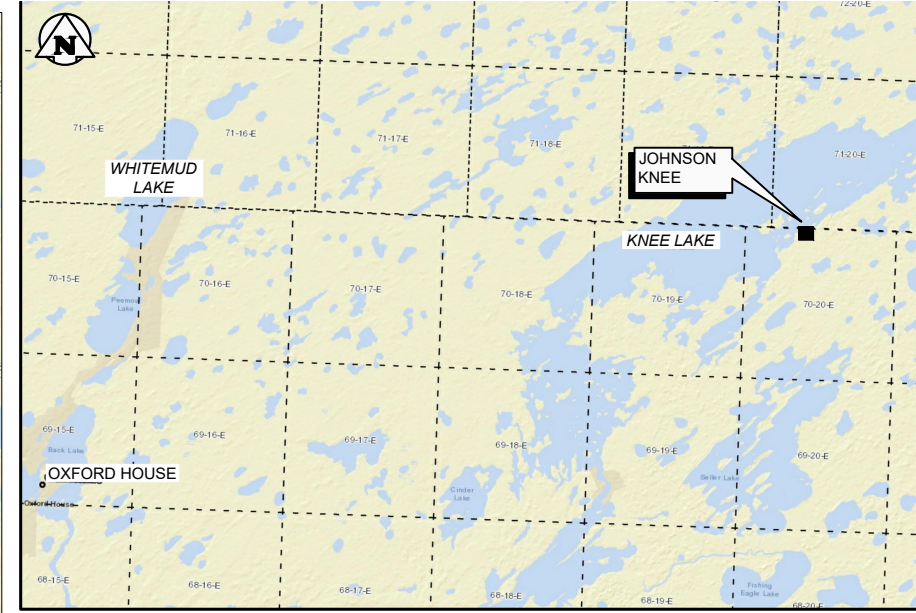 72-20-E
N
71-15-E
71-16-E
71-17-E
71-18-E
71-20-E
JOHNSON
KNEE
WHITEMUD
LAKE
KNEE LAKE
70-15-E
70-16-E
70-17-E
70-18-E
70-19-E
70-20-E
Lake
69-15-E
69-16-E
69-17-E
69-18-E
69-19-E
69-20-E
Back Lake
OXFORD HOUSE
Oxford House
Cinder
Lake
Beller Lake
68-15-E
68-16-E
68-17-E
68-18-E
68-19-E
68-20-E
Fishing
Eagle Lake